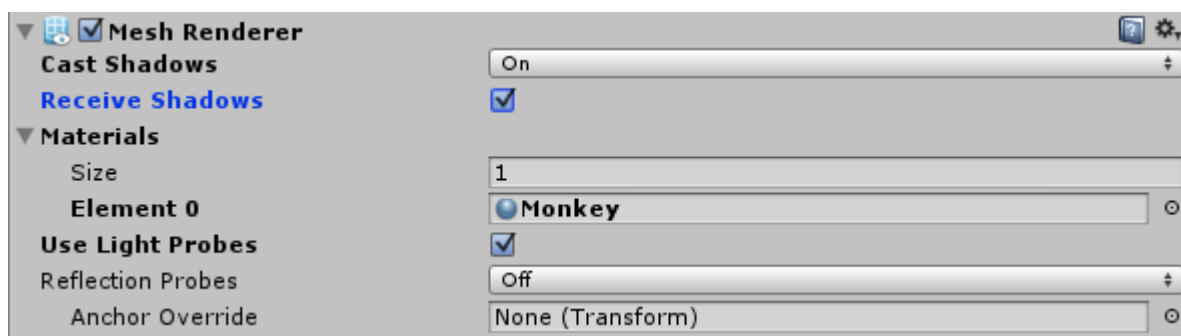 Mesh Renderer
Cast Shadows On
Receive Shadows
Materials
Size 1
Element 0 Monkey
Use Light Probes
Reflection Probes Off
Anchor Override None (Transform)